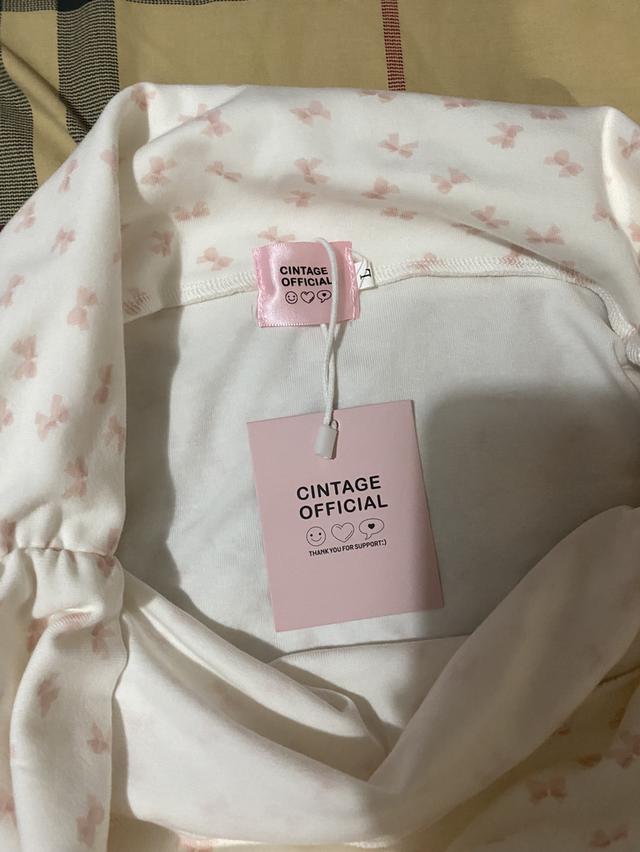 CINTAGE
OFFICIAL
L
CINTAGE
OFFICIAL
THANK YOU FOR SUPPORT:)